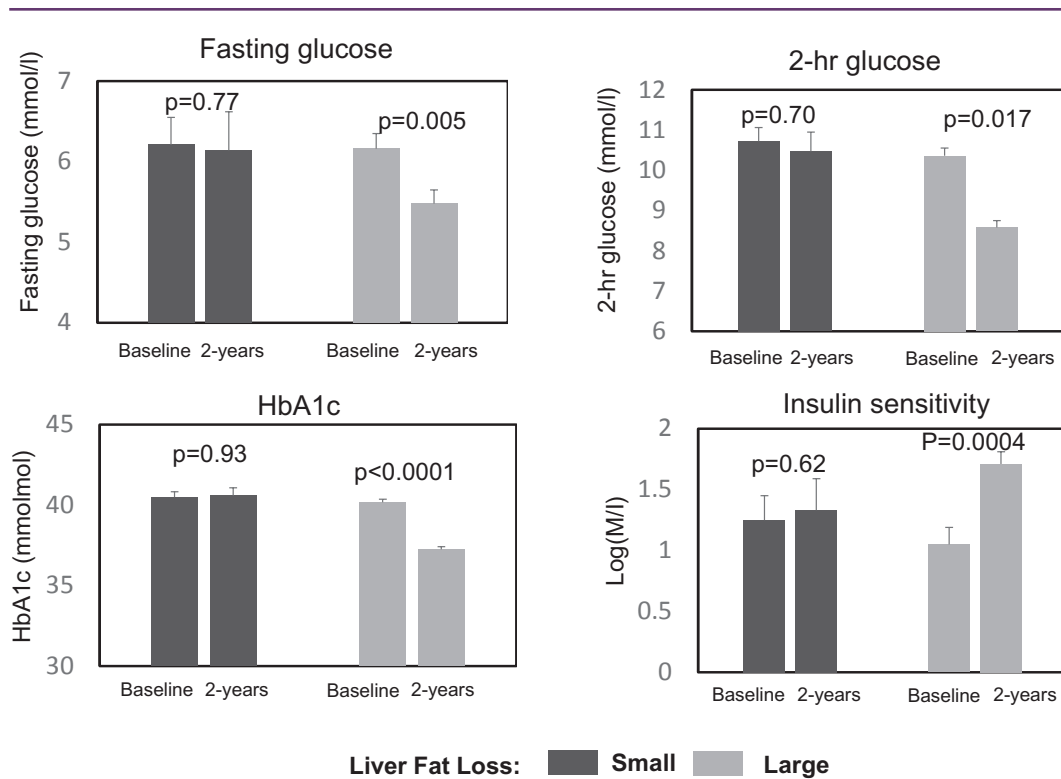 Fasting glucose
Fasting glucose (mmol/l)
7
6
5
4
p=0.77
p=0.005
Baseline 2-years
Baseline 2-years
2-hr glucose
2-hr glucose (mmol/l)
12
11
10
9
8
7
6
p=0.70
p=0.017
Baseline 2-years
Baseline 2-years
HbA1c
HbA1c (mmolmol)
45
40
35
30
p=0.93
p<0.0001
Baseline 2-years
Baseline 2-years
Insulin sensitivity
Log(M/I)
2
1.5
1
0.5
0
p=0.62
P=0.0004
Baseline 2-years
Baseline 2-years
Liver Fat Loss: Small Large